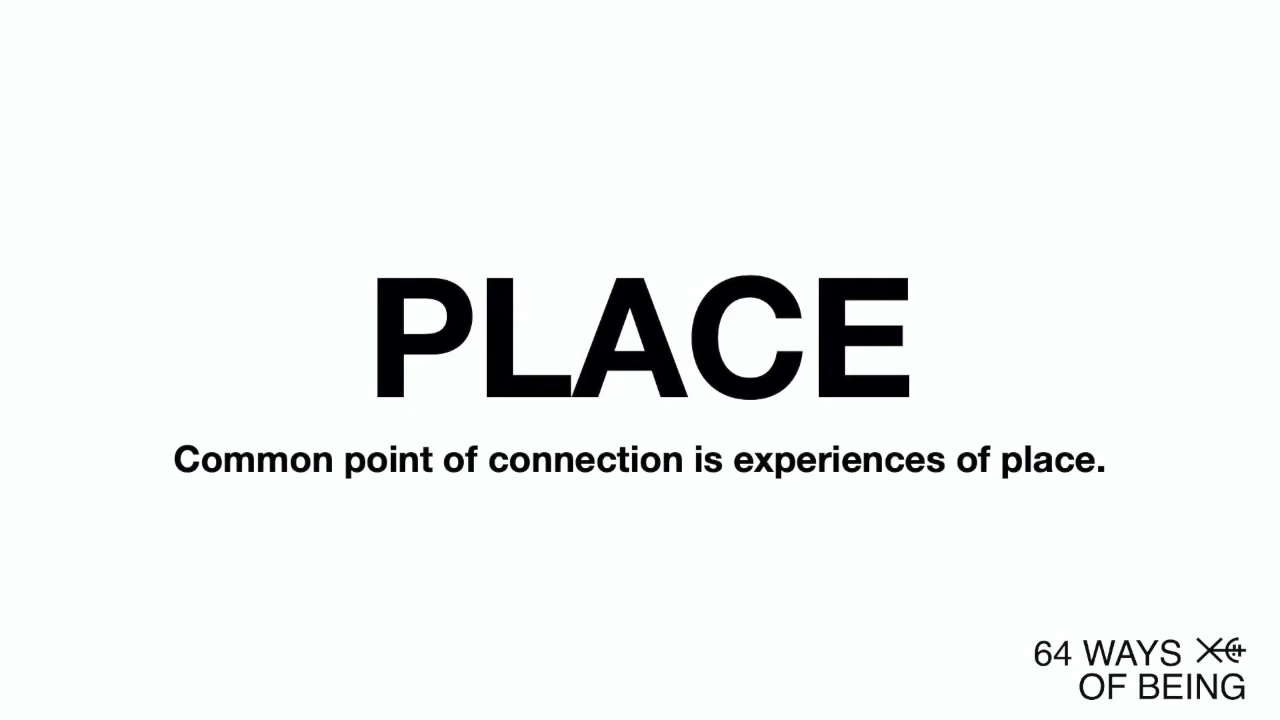 PLACE
Common point of connection is experiences of place.
64 WAYS
OF BEING